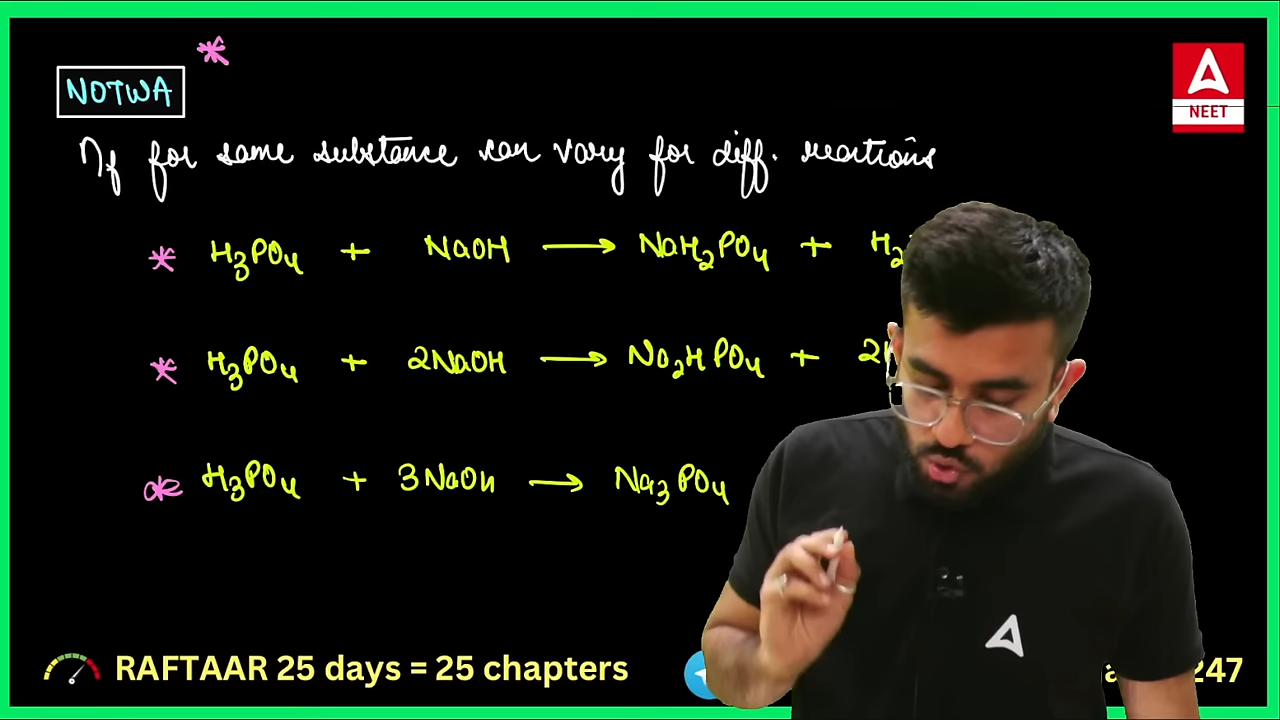 NOTWA
NEET
nf for same substance can vary for diff. reactions
* H₃PO₄ + NaOH ⟶ NaH₂PO₄ + H₂
* H₃PO₄ + 2NaOH ⟶ Na₂HPO₄ + 2
* H₃PO₄ + 3NaOH ⟶ Na₃PO₄
RAFTAAR 25 days = 25 chapters
247